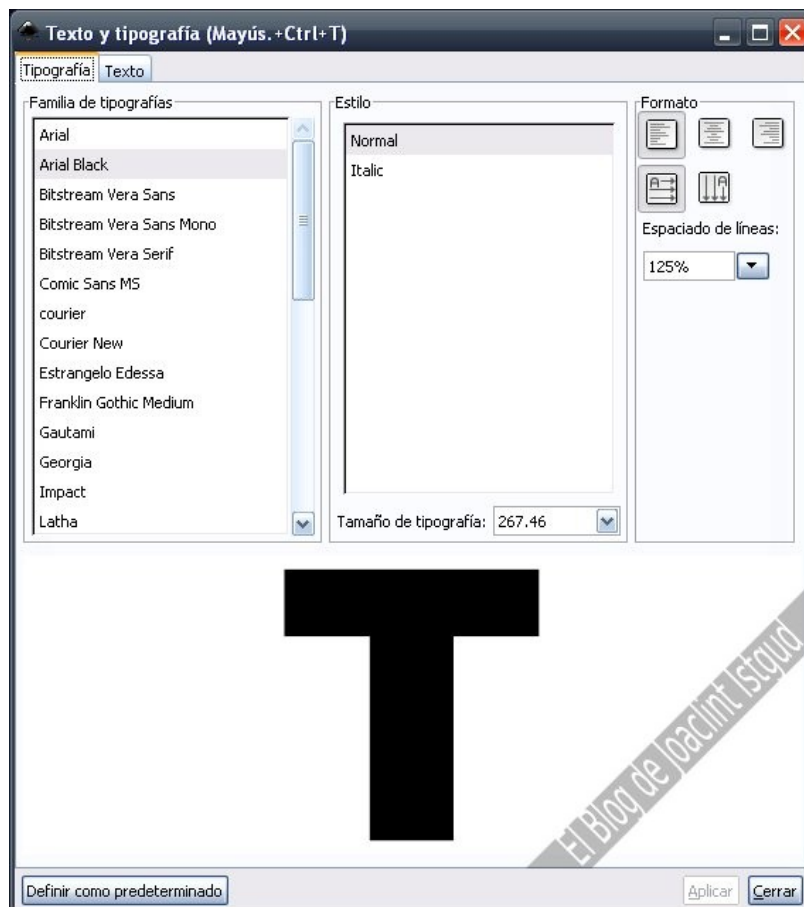 Texto y tipografía (Mayús.+Ctrl+T)
Tipografía Texto
Familia de tipografías
Arial
Arial Black
Bitstream Vera Sans
Bitstream Vera Sans Mono
Bitstream Vera Serif
Comic Sans MS
courier
Courier New
Estrangelo Edessa
Franklin Gothic Medium
Gautami
Georgia
Impact
Latha
Estilo
Normal
Italic
Tamaño de tipografía: 267.46
Formato
Espaciado de líneas:
125%
T
El Blog de Joaclint Istgud
Definir como predeterminado
Aplicar Cerrar